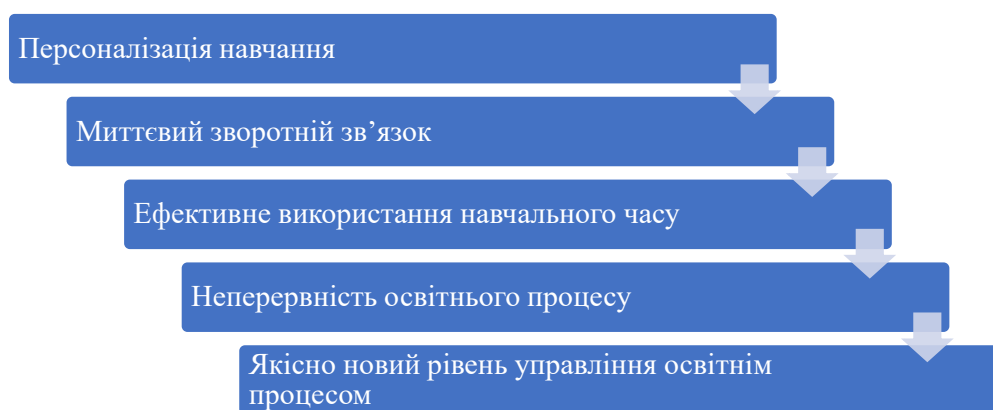 Персоналізація навчання
Миттєвий зворотній зв’язок
Ефективне використання навчального часу
Неперервність освітнього процесу
Якісно новий рівень управління освітнім
процесом